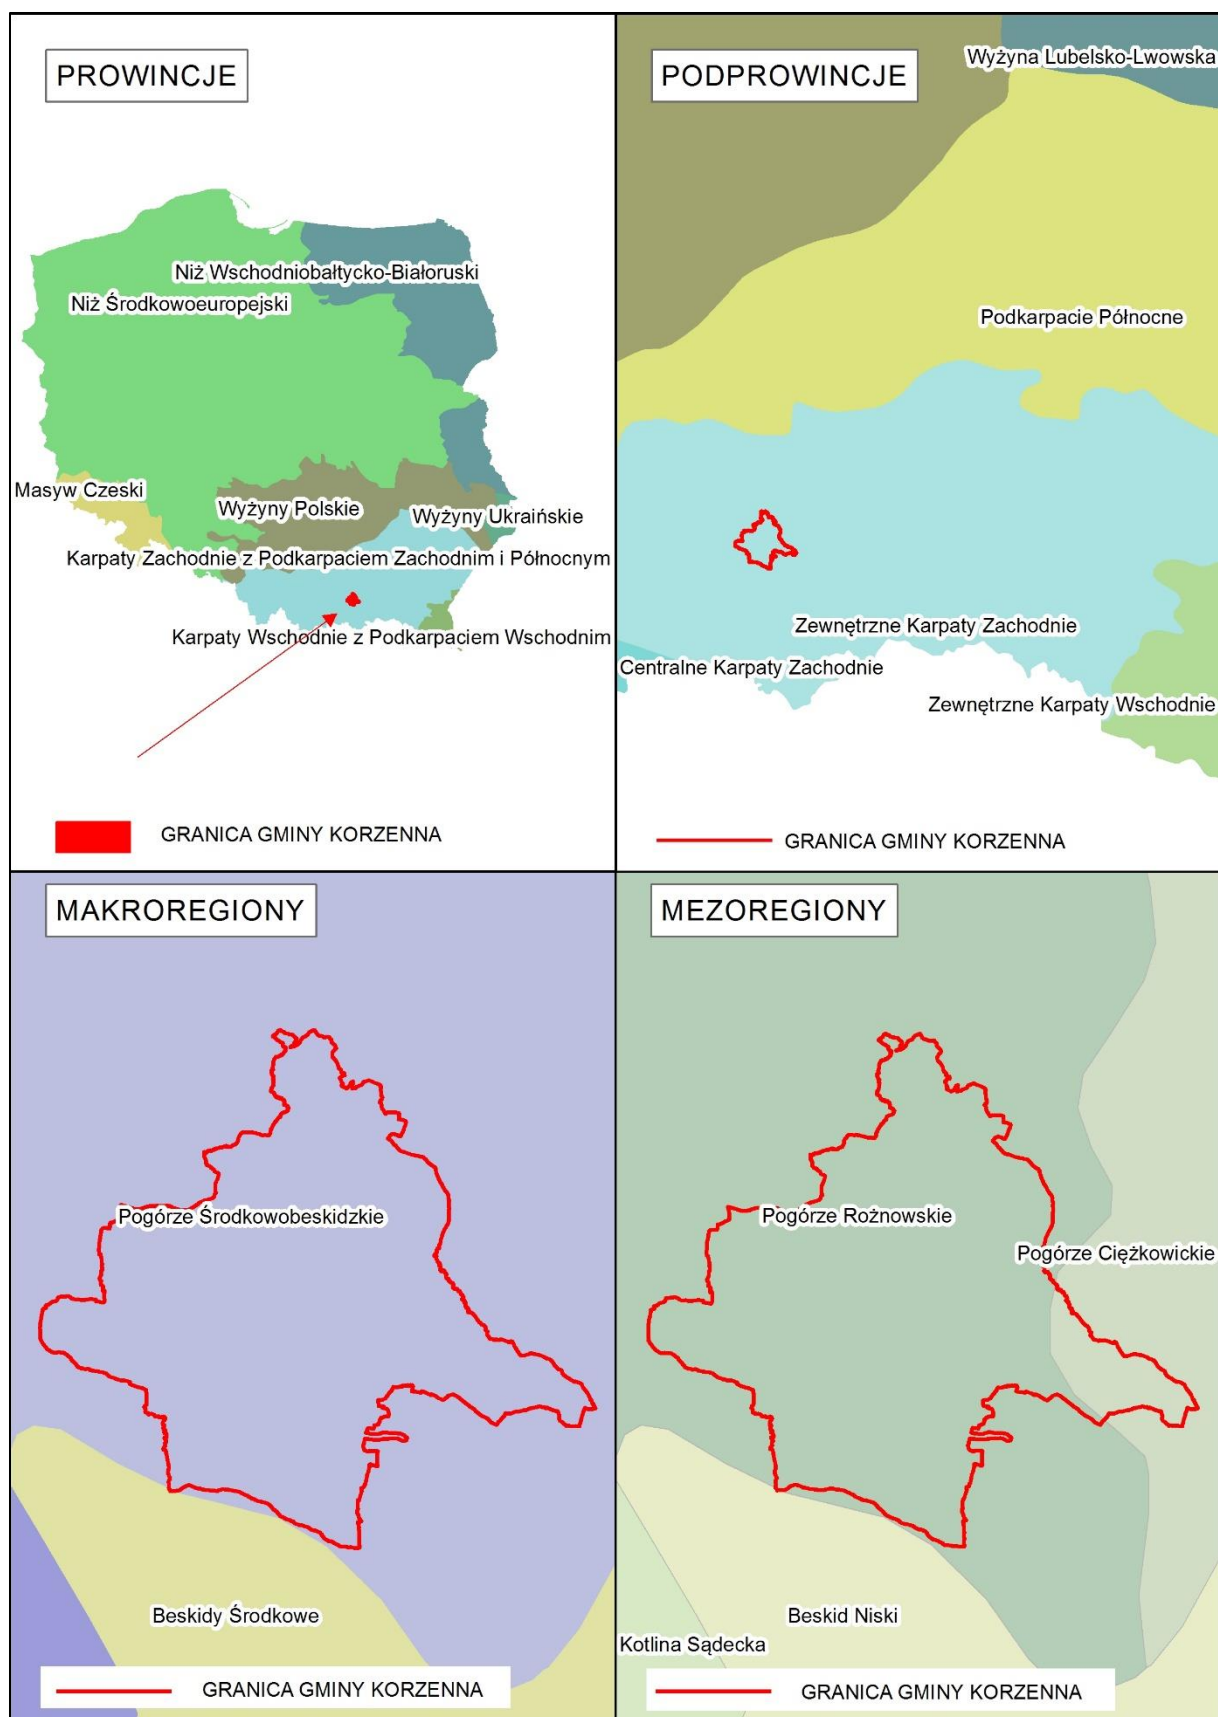 PROWINCJE
Niż Wschodniobałtycko-Białoruski
Niż Środkowoeuropejski
Masyw Czeski
Wyżyny Polskie
Wyżyny Ukraińskie
Karpaty Zachodnie z Podkarpaciem Zachodnim i Północnym
Karpaty Wschodnie z Podkarpaciem Wschodnim
GRANICA GMINY KORZENNA
PODPROWINCJE
Wyżyna Lubelsko-Lwowska
Podkarpacie Północne
Zewnętrzne Karpaty Zachodnie
Centralne Karpaty Zachodnie
Zewnętrzne Karpaty Wschodnie
GRANICA GMINY KORZENNA
MAKROREGIONY
Pogórze Środkowobeskidzkie
Beskidy Środkowe
GRANICA GMINY KORZENNA
MEZOREGIONY
Pogórze Rożnowskie
Pogórze Ciężkowickie
Beskid Niski
Kotlina Sądecka
GRANICA GMINY KORZENNA